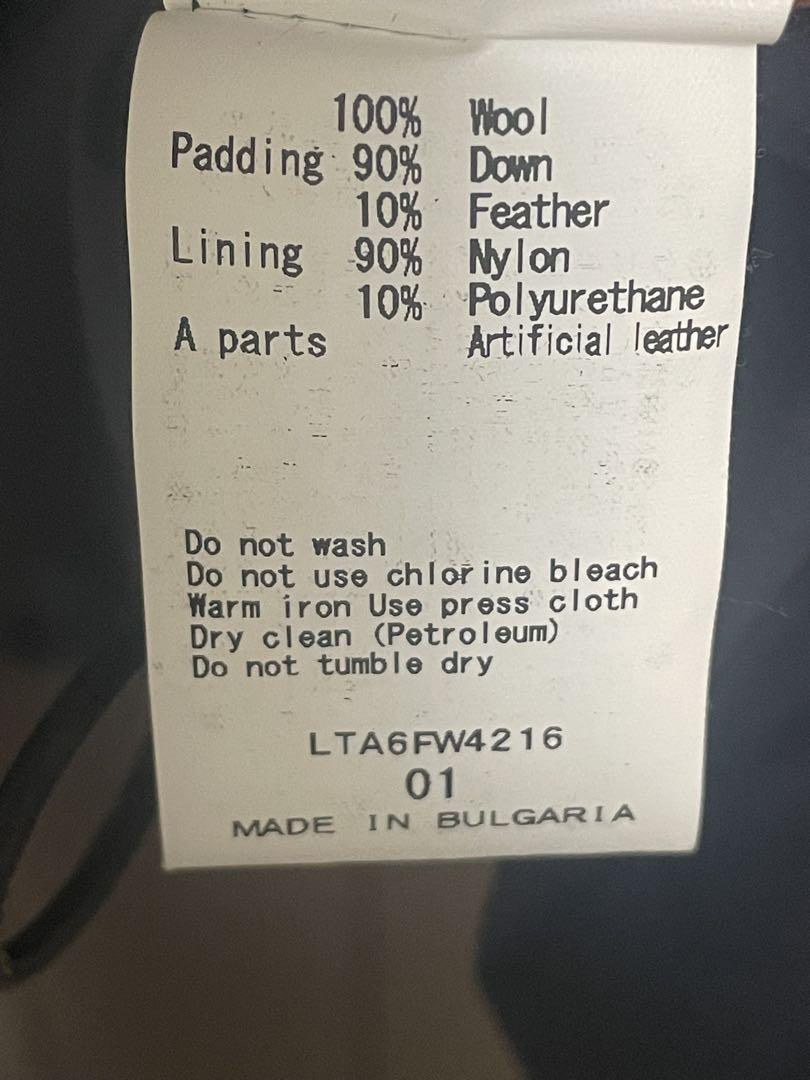 100% Wool
Padding 90% Down
10% Feather
Lining 90% Nylon
10% Polyurethane
A parts Artificial leather
Do not wash
Do not use chlorine bleach
Warm iron Use press cloth
Dry clean (Petroleum)
Do not tumble dry
LTA6FW4216
01
MADE IN BULGARIA